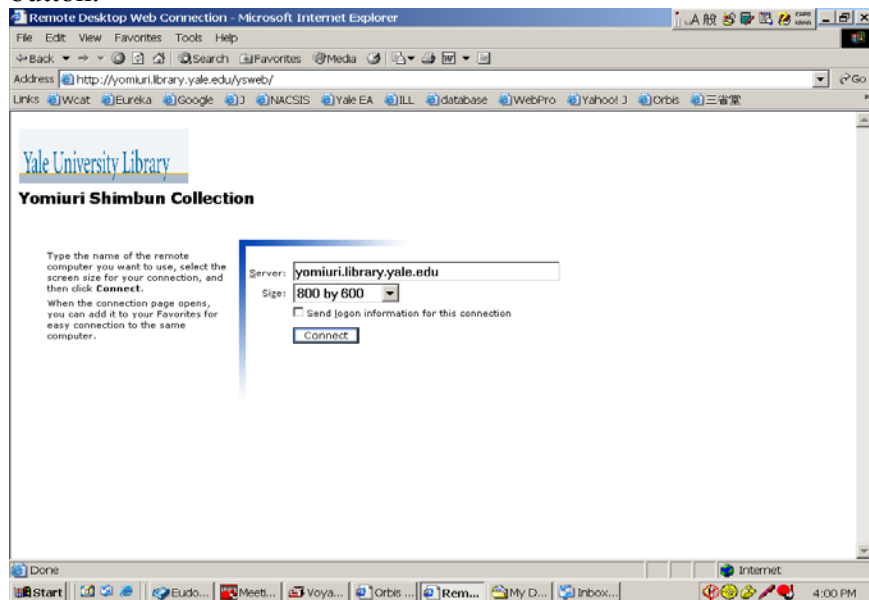 button.
Remote Desktop Web Connection - Microsoft Internet Explorer
A 般
CAPS
KANA
File Edit View Favorites Tools Help
Back Search Favorites Media
Address http://yomiuri.library.yale.edu/ysweb/ Go
Links Wcat Eureka Google J NACSIS Yale EA ILL database WebPro Yahoo! J Orbis 三省堂 »
Yale University Library
Yomiuri Shimbun Collection
Type the name of the remote
computer you want to use, select the
screen size for your connection, and
then click Connect.
When the connection page opens,
you can add it to your Favorites for
easy connection to the same
computer.
Server: yomiuri.library.yale.edu
Size: 800 by 600
Send logon information for this connection
Connect
Done Internet
Start Eudo... Meeti... Voya... Orbis ... Rem... My D... Inbox... 4:00 PM